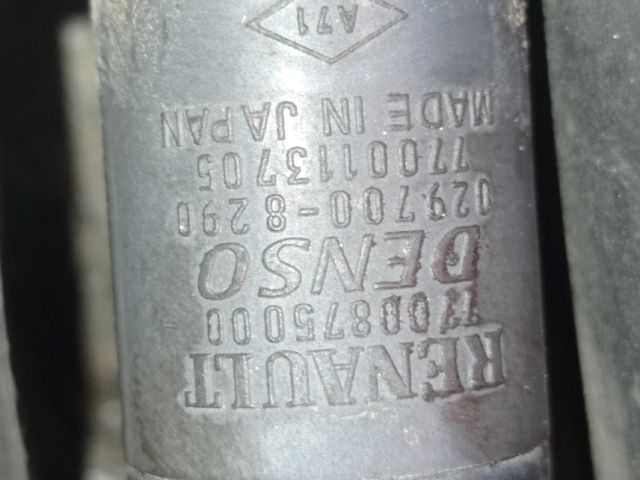 RENAULT
7700875000
DENSO
029700-8290
7700113705
MADE IN JAPAN
A71